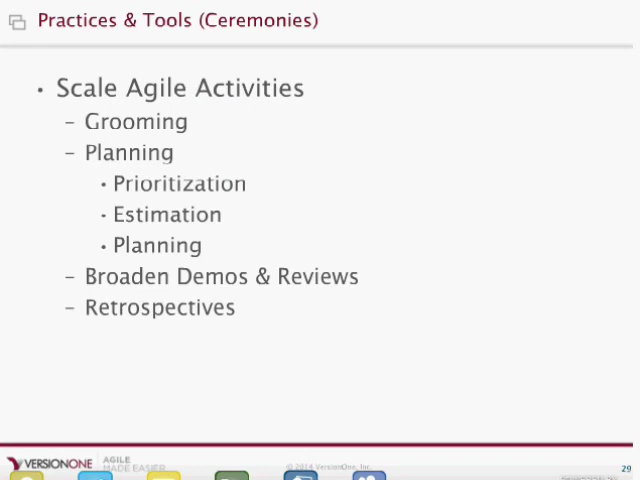 Practices & Tools (Ceremonies)
• Scale Agile Activities
– Grooming
– Planning
• Prioritization
• Estimation
• Planning
– Broaden Demos & Reviews
– Retrospectives
VERSIONONE
AGILE
MADE EASIER
© 2014 VersionOne, Inc.
29